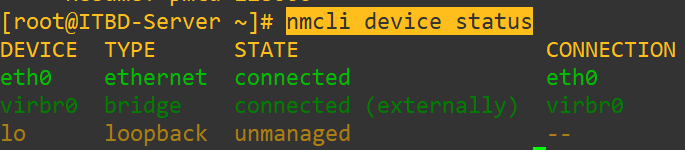 [root@ITBD-Server ~]# nmcli device status
DEVICE  TYPE      STATE                   CONNECTION
eth0    ethernet  connected               eth0
virbr0  bridge    connected (externally)  virbr0
lo      loopback  unmanaged               --